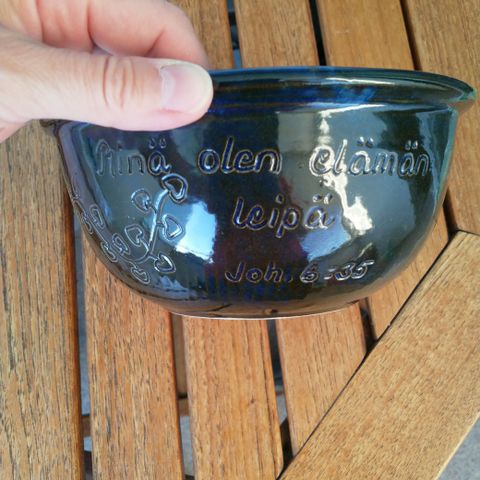 Minä olen elämän
leipä
Joh. 6:35